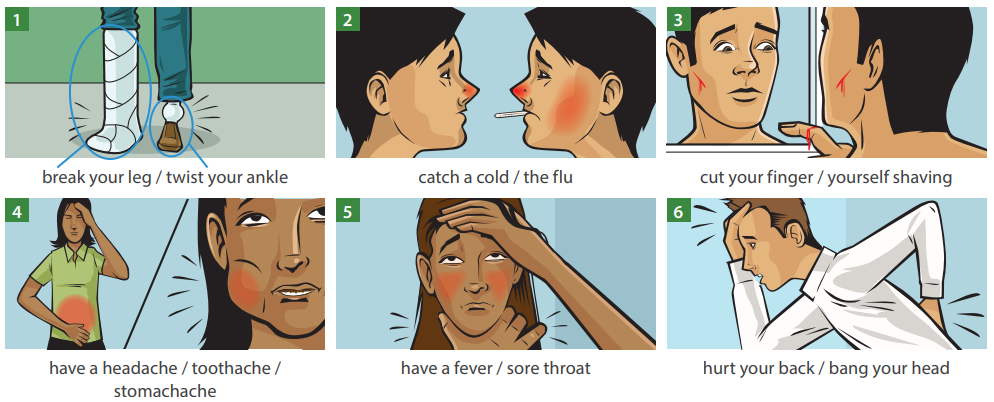 1
break your leg / twist your ankle
2
catch a cold / the flu
3
cut your finger / yourself shaving
4
have a headache / toothache /
stomachache
5
have a fever / sore throat
6
hurt your back / bang your head